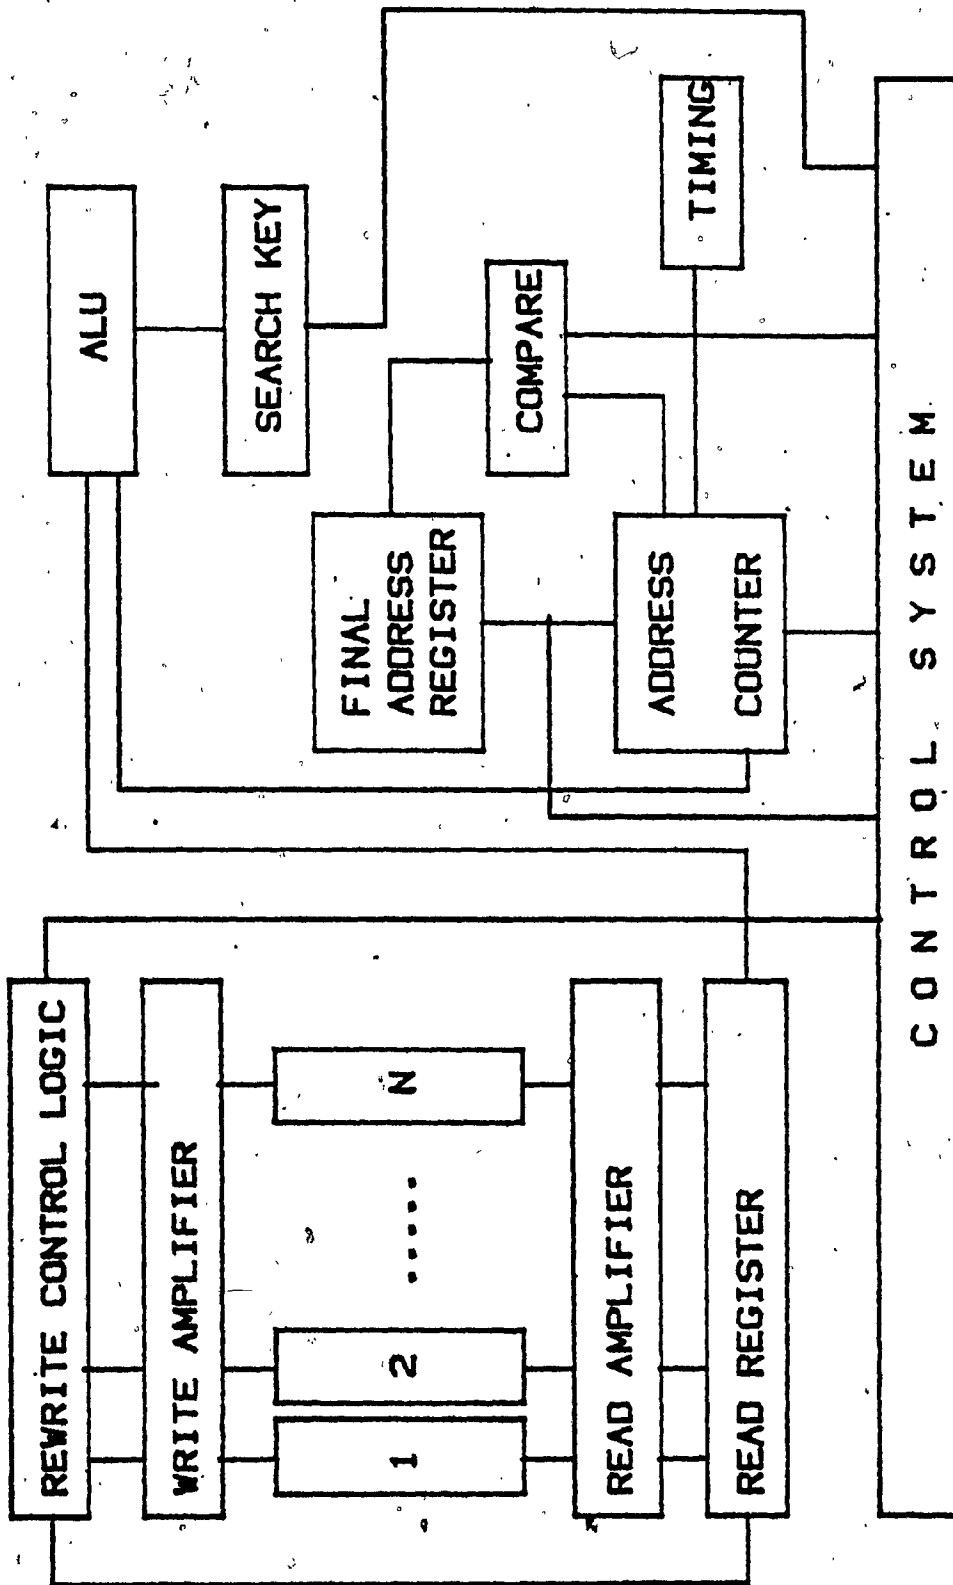 REWRITE CONTROL LOGIC
WRITE AMPLIFIER
1
2
.....
N
READ AMPLIFIER
READ REGISTER
ALU
SEARCH KEY
FINAL
ADDRESS
REGISTER
COMPARE
ADDRESS
COUNTER
TIMING
CONTROL SYSTEM